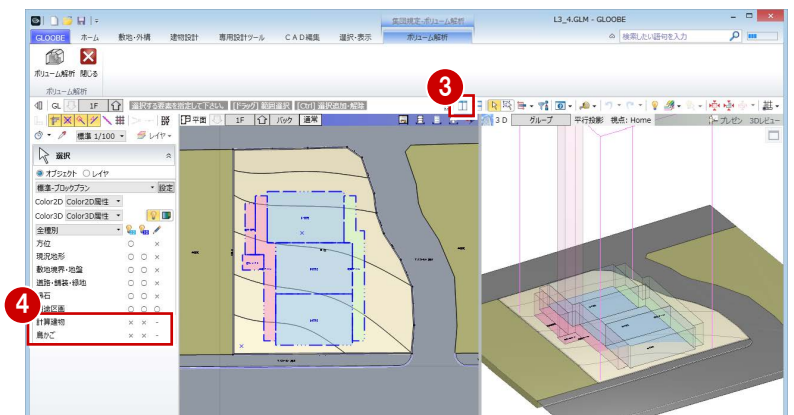 集団規定-ボリューム解析
L3_4.GLM - GLOOBE
GLOOBE ホーム 敷地・外構 建物設計 専用設計ツール CAD編集 選択・表示 ボリューム解析 検索したい語句を入力
ボリューム解析 閉じる
ボリューム解析
3
GL 1F 選択する要素を指定して下さい。 [ドラッグ] 範囲選択 [Ctrl] 選択追加・解除
平面 1F バック 通常 3D グループ 平行投影 視点: Home プレゼン 3Dレビュー
標準 1/100 レイヤ
選択
オブジェクト レイヤ
標準-ブロックプラン 設定
Color2D Color2D属性
Color3D Color3D属性
全種別
方位 ○ ×
現況地形 ○ ○ ×
敷地境界・地盤 ○ ○ ×
道路・舗装・緑地 ○ ○ ×
○ ○ ×
用途区画 ○ ○ ○
4
計算建物 × × -
鳥かご × × -